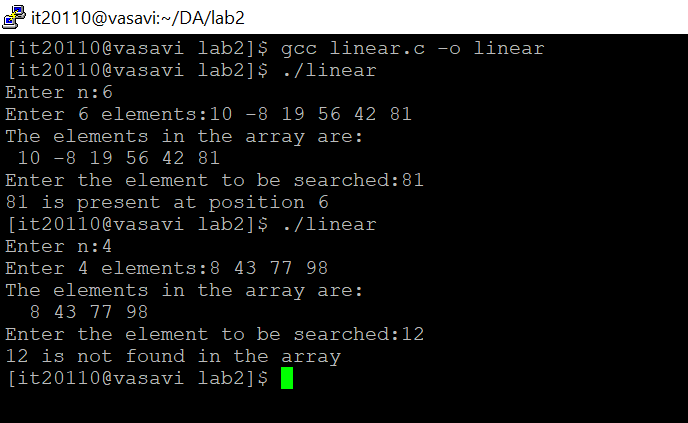 it20110@vasavi:~/DA/lab2
[it20110@vasavi lab2]$ gcc linear.c -o linear
[it20110@vasavi lab2]$ ./linear
Enter n:6
Enter 6 elements:10 -8 19 56 42 81
The elements in the array are:
 10 -8 19 56 42 81
Enter the element to be searched:81
81 is present at position 6
[it20110@vasavi lab2]$ ./linear
Enter n:4
Enter 4 elements:8 43 77 98
The elements in the array are:
  8 43 77 98
Enter the element to be searched:12
12 is not found in the array
[it20110@vasavi lab2]$